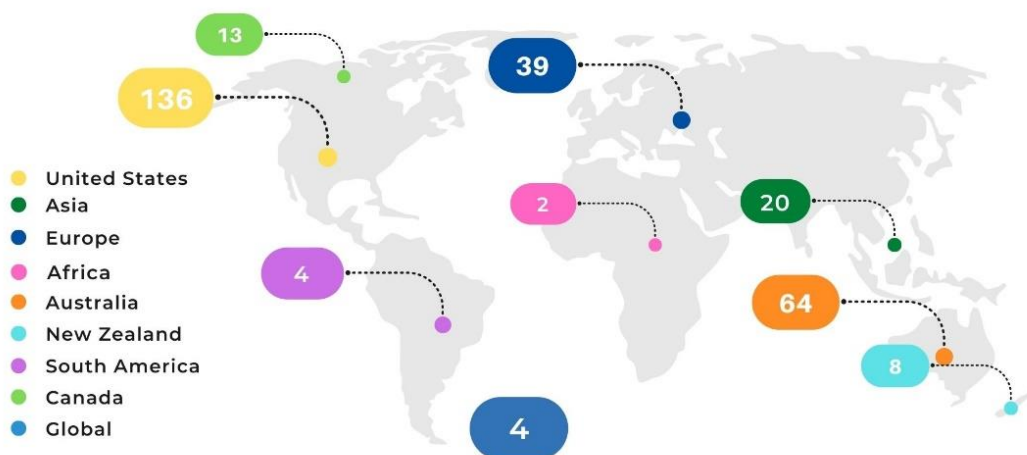 13
39
136
United States
Asia
Europe
Africa
Australia
New Zealand
South America
Canada
Global
2
20
4
64
8
4